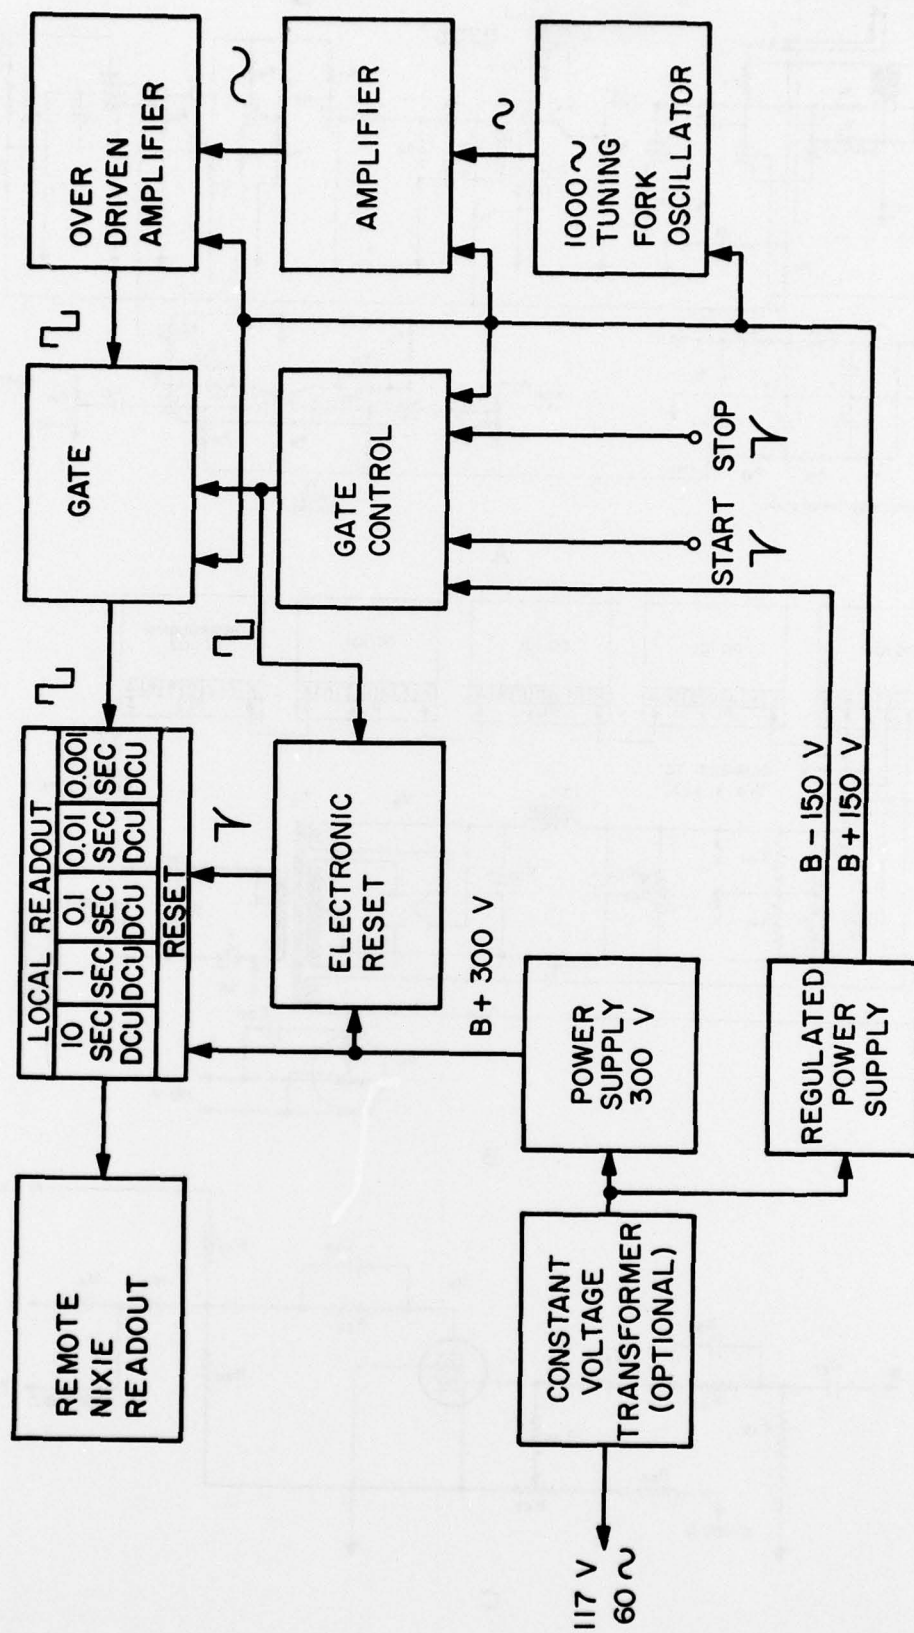 REMOTE
NIXIE
READOUT
LOCAL READOUT
10
SEC
DCU
1
SEC
DCU
0.1
SEC
DCU
0.01
SEC
DCU
0.001
SEC
DCU
RESET
GATE
OVER
DRIVEN
AMPLIFIER
ELECTRONIC
RESET
GATE
CONTROL
AMPLIFIER
B+ 300 V
START
STOP
1000∼
TUNING
FORK
OSCILLATOR
117 V
60 ∼
CONSTANT
VOLTAGE
TRANSFORMER
(OPTIONAL)
POWER
SUPPLY
300 V
REGULATED
POWER
SUPPLY
B - 150 V
B + 150 V